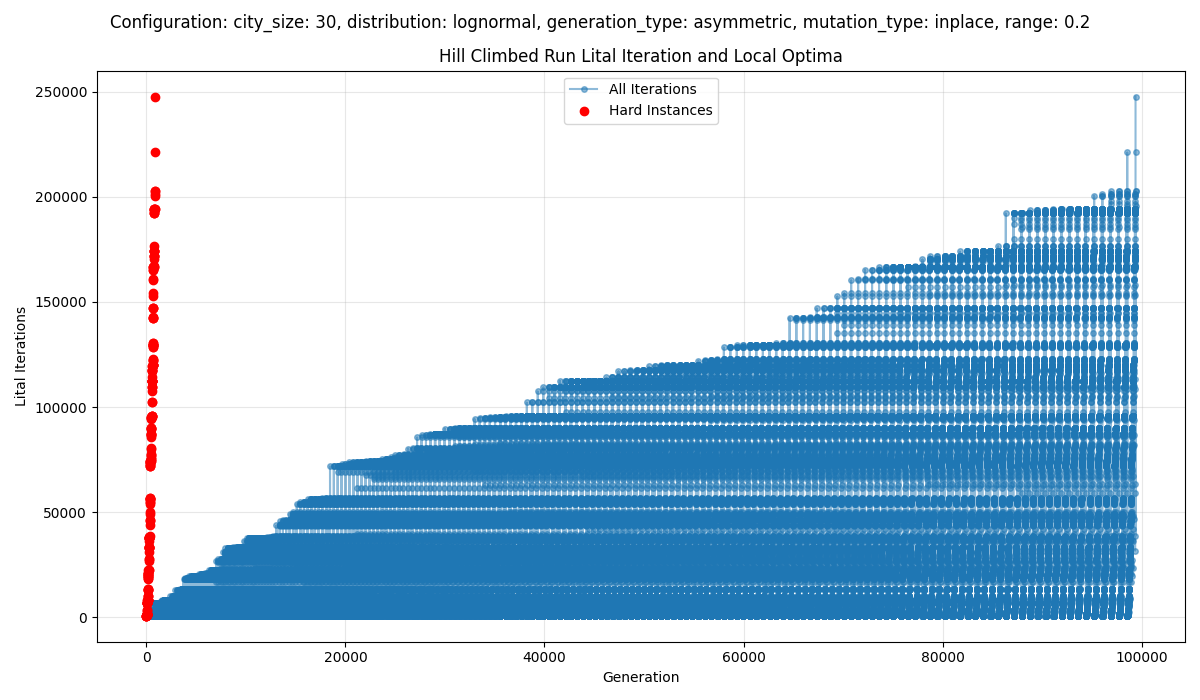 Configuration: city_size: 30, distribution: lognormal, generation_type: asymmetric, mutation_type: inplace, range: 0.2
Hill Climbed Run Lital Iteration and Local Optima
All Iterations
Hard Instances
250000
200000
150000
100000
50000
0
Lital Iterations
0
20000
40000
60000
80000
100000
Generation